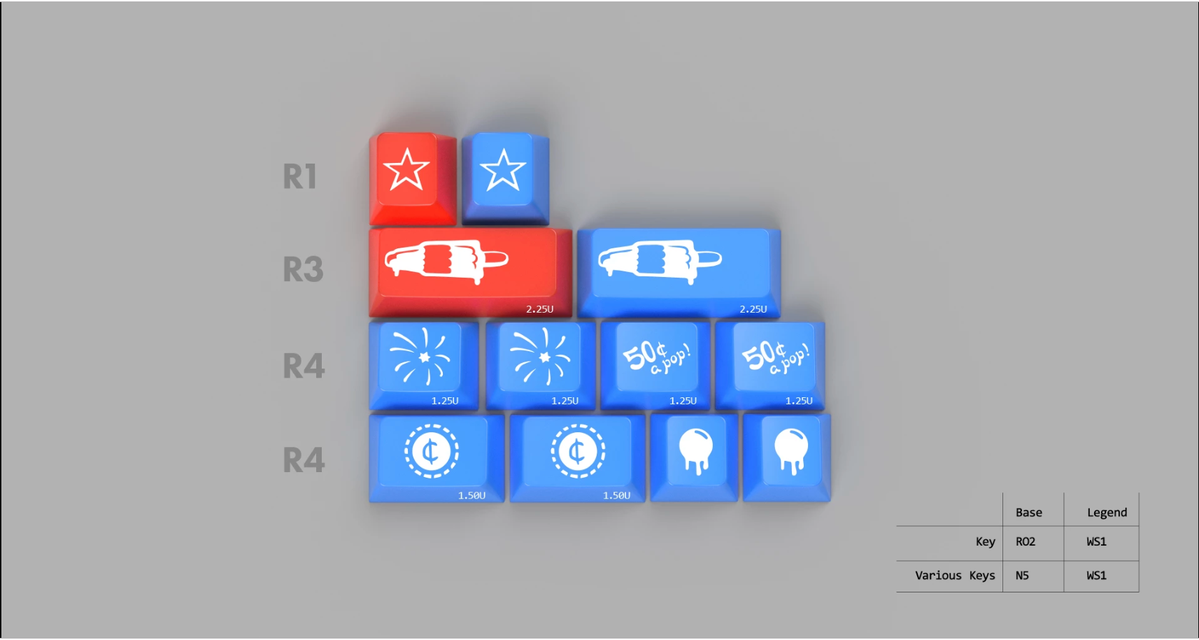 R1
R3
2.25U 2.25U
R4
50¢ a pop! 50¢ a pop!
1.25U 1.25U 1.25U 1.25U
R4
¢ ¢
1.50U 1.50U
Base Legend
Key RO2 WS1
Various Keys N5 WS1